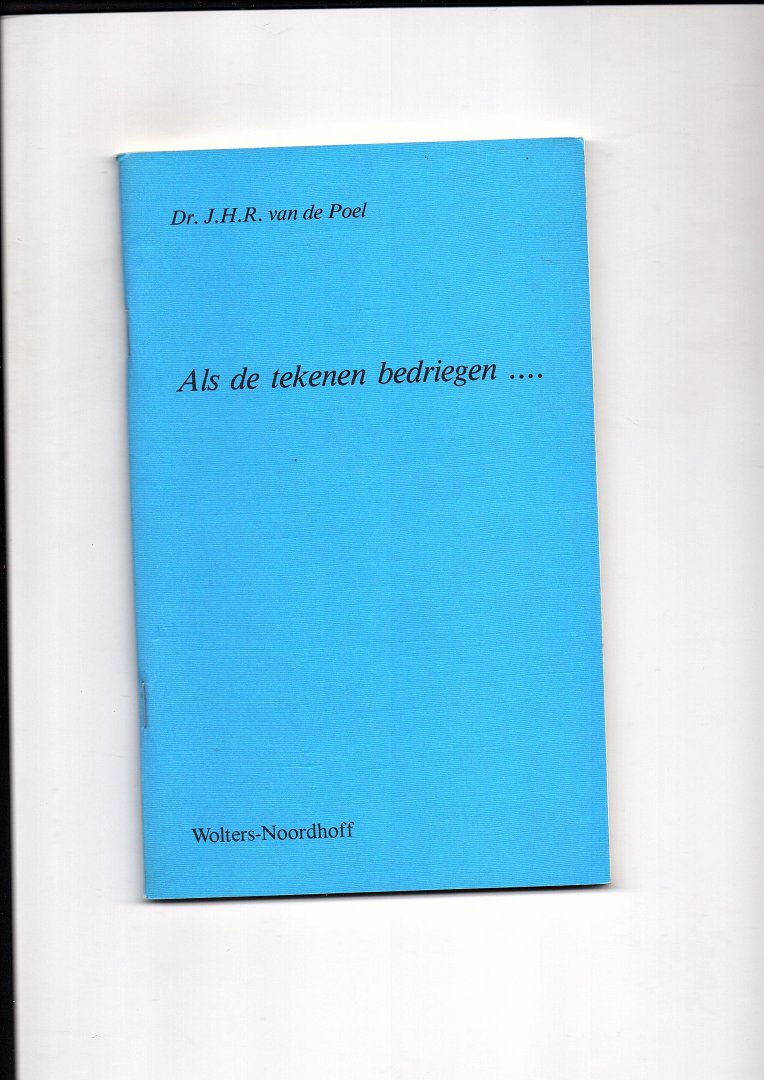 Dr. J.H.R. van de Poel
Als de tekenen bedriegen ....
Wolters-Noordhoff